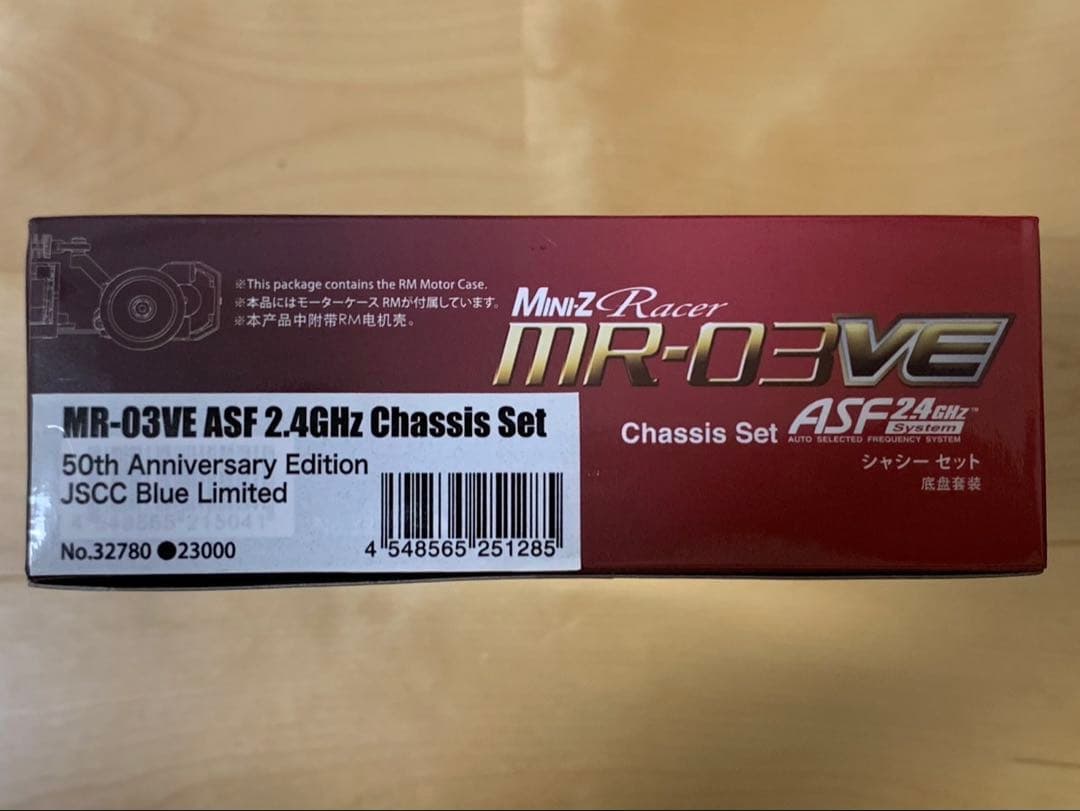 ※This package contains the RM Motor Case.
※本品にはモーターケース RMが付属しています。
※本产品中附带RM电机壳。
MINI-Z Racer
MR-03VE
Chassis Set ASF 2.4GHz™ System
AUTO SELECTED FREQUENCY SYSTEM
シャシー セット
底盘套装
MR-03VE ASF 2.4GHz Chassis Set
50th Anniversary Edition
JSCC Blue Limited
4 548565 215041
No.32780 ●23000
4 548565 251285